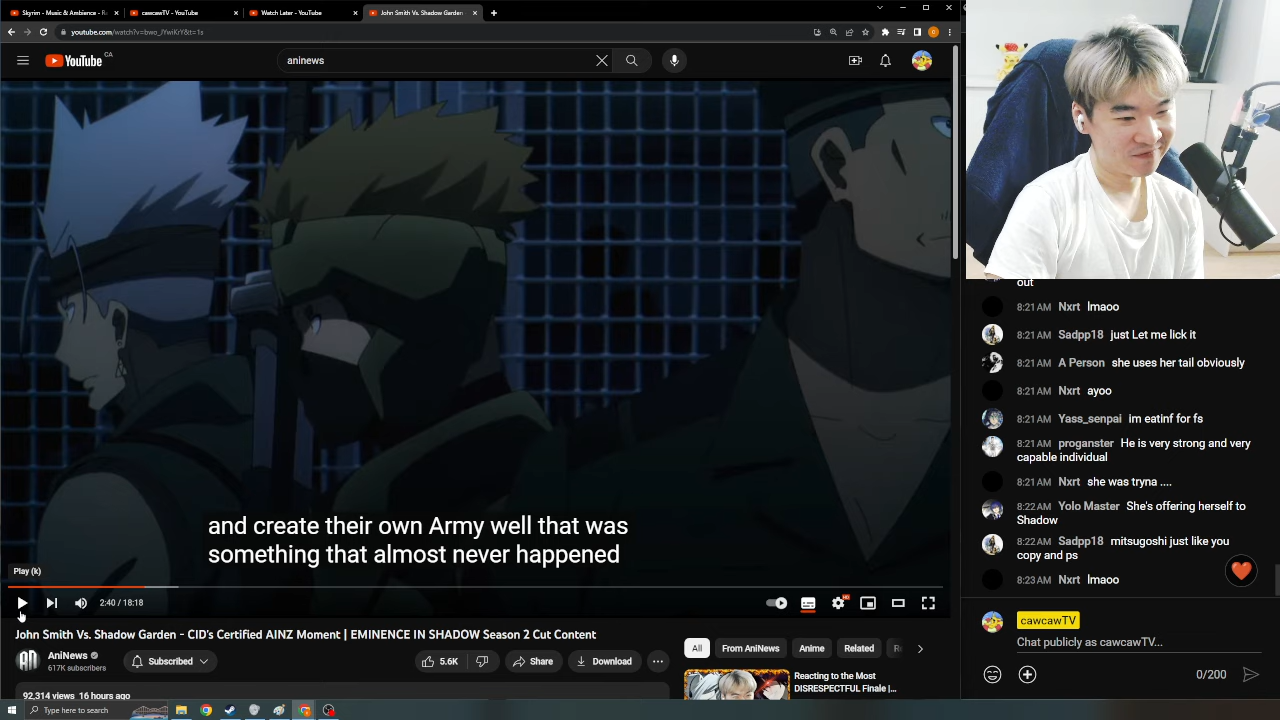 Skyrim - Music & Ambience - R
cawcawTV - YouTube
Watch Later - YouTube
John Smith Vs. Shadow Garden
youtube.com/watch?v=bwo_JYwiKrY&t=1s
YouTube
CA
aninews
and create their own Army well that was
something that almost never happened
Play (k)
2:40 / 18:18
HD
John Smith Vs. Shadow Garden - CID's Certified AINZ Moment | EMINENCE IN SHADOW Season 2 Cut Content
AniNews
617K subscribers
Subscribed
5.6K
Share
Download
92,314 views 16 hours ago
All
From AniNews
Anime
Related
Reacting to the Most
DISRESPECTFUL Finale |...
out
8:21 AM Nxrt lmaoo
8:21 AM Sadpp18 just Let me lick it
8:21 AM A Person she uses her tail obviously
8:21 AM Nxrt ayoo
8:21 AM Yass_senpai im eatinf for fs
8:21 AM proganster He is very strong and very
capable individual
8:21 AM Nxrt she was tryna ....
8:22 AM Yolo Master She's offering herself to
Shadow
8:22 AM Sadpp18 mitsugoshi just like you
copy and ps
8:23 AM Nxrt lmaoo
cawcawTV
Chat publicly as cawcawTV...
0/200
Type here to search